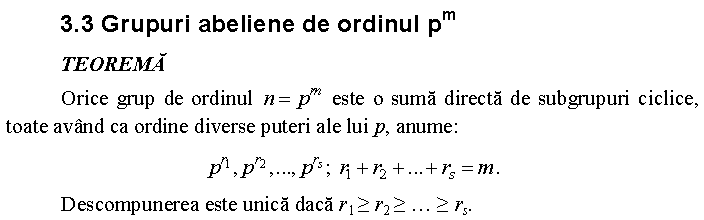 3.3 Grupuri abeliene de ordinul pᵐ
TEOREMĂ
Orice grup de ordinul n = pᵐ este o sumă directă de subgrupuri ciclice,
toate având ca ordine diverse puteri ale lui p, anume:
p^{r₁}, p^{r₂}, ..., p^{rₛ}; r₁ + r₂ + ... + rₛ = m.
Descompunerea este unică dacă r₁ ≥ r₂ ≥ … ≥ rₛ.